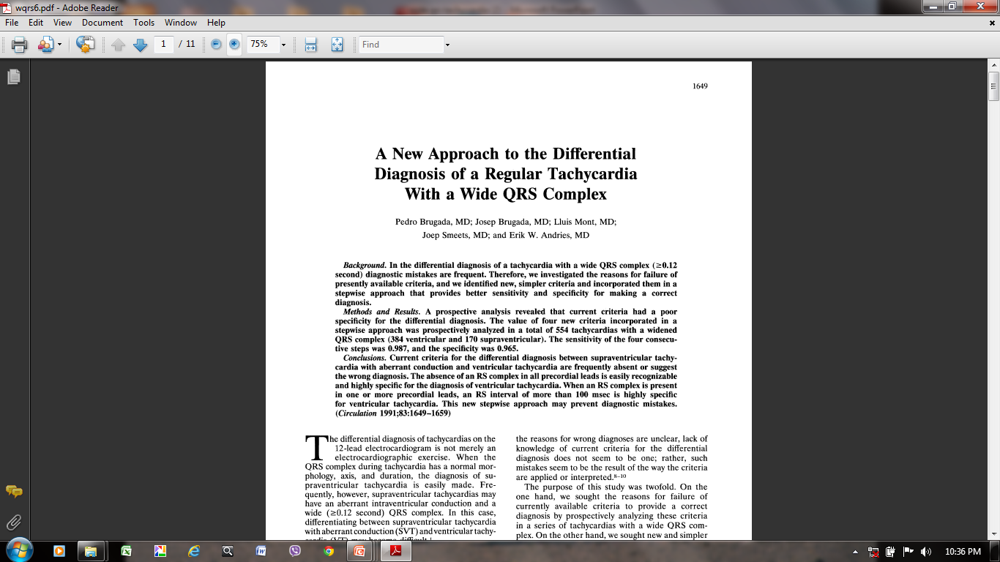 wqrs6.pdf - Adobe Reader
File Edit View Document Tools Window Help
1 / 11 75% Find
1649
A New Approach to the Differential
Diagnosis of a Regular Tachycardia
With a Wide QRS Complex
Pedro Brugada, MD; Josep Brugada, MD; Lluis Mont, MD;
Joep Smeets, MD; and Erik W. Andries, MD
Background. In the differential diagnosis of a tachycardia with a wide QRS complex (≥0.12
second) diagnostic mistakes are frequent. Therefore, we investigated the reasons for failure of
presently available criteria, and we identified new, simpler criteria and incorporated them in a
stepwise approach that provides better sensitivity and specificity for making a correct
diagnosis.
Methods and Results. A prospective analysis revealed that current criteria had a poor
specificity for the differential diagnosis. The value of four new criteria incorporated in a
stepwise approach was prospectively analyzed in a total of 554 tachycardias with a widened
QRS complex (384 ventricular and 170 supraventricular). The sensitivity of the four consecu-
tive steps was 0.987, and the specificity was 0.965.
Conclusions. Current criteria for the differential diagnosis between supraventricular tachy-
cardia with aberrant conduction and ventricular tachycardia are frequently absent or suggest
the wrong diagnosis. The absence of an RS complex in all precordial leads is easily recognizable
and highly specific for the diagnosis of ventricular tachycardia. When an RS complex is present
in one or more precordial leads, an RS interval of more than 100 msec is highly specific
for ventricular tachycardia. This new stepwise approach may prevent diagnostic mistakes.
(Circulation 1991;83:1649–1659)
The differential diagnosis of tachycardias on the
12-lead electrocardiogram is not merely an
electrocardiographic exercise. When the
QRS complex during tachycardia has a normal mor-
phology, axis, and duration, the diagnosis of su-
praventricular tachycardia is easily made. Fre-
quently, however, supraventricular tachycardias may
have an aberrant intraventricular conduction and a
wide (≥0.12 second) QRS complex. In this case,
differentiating between supraventricular tachycardia
with aberrant conduction (SVT) and ventricular tachy-
the reasons for wrong diagnoses are unclear, lack of
knowledge of current criteria for the differential
diagnosis does not seem to be one; rather, such
mistakes seem to be the result of the way the criteria
are applied or interpreted.8–10
The purpose of this study was twofold. On the
one hand, we sought the reasons for failure of
currently available criteria to provide a correct
diagnosis by prospectively analyzing these criteria
in a series of tachycardias with a wide QRS com-
plex. On the other hand, we sought new and simpler
10:36 PM